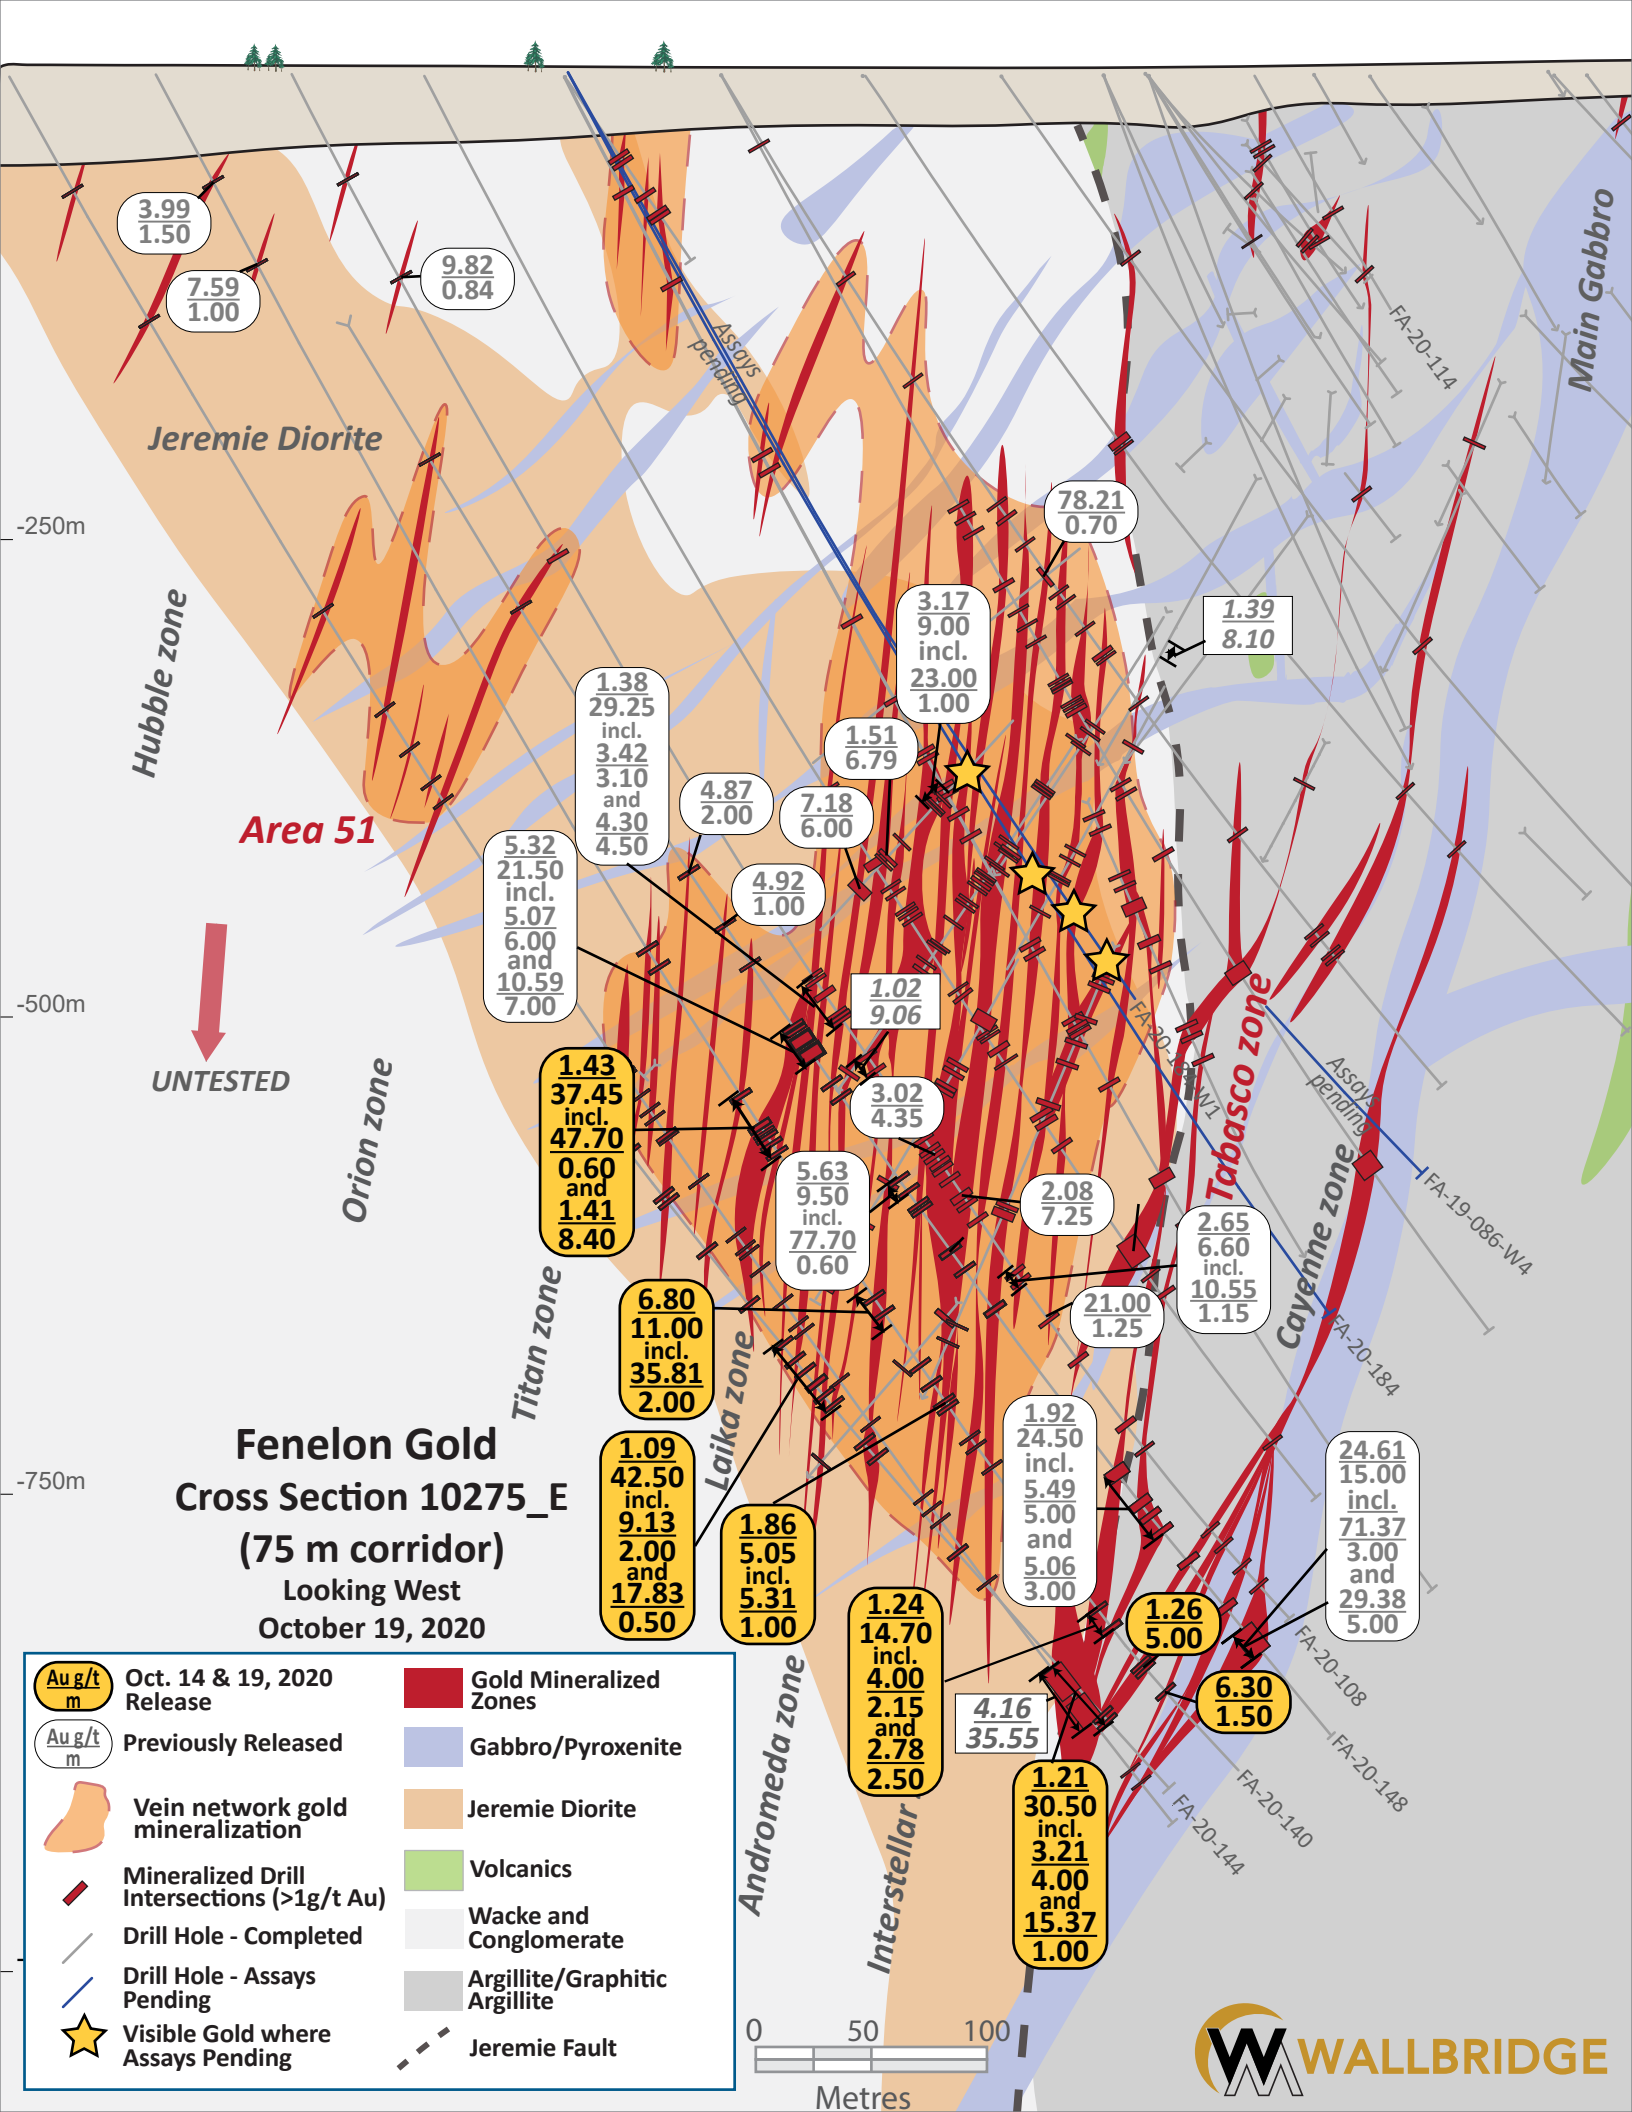 3.99
1.50
7.59
1.00
9.82
0.84
Assays
pending
FA-20-114
Main Gabbro
Jeremie Diorite
-250m
78.21
0.70
3.17
9.00
incl.
23.00
1.00
1.39
8.10
Hubble zone
1.38
29.25
incl.
3.42
3.10
and
4.30
4.50
1.51
6.79
4.87
2.00
7.18
6.00
Area 51
5.32
21.50
incl.
5.07
6.00
and
10.59
7.00
4.92
1.00
-500m
1.02
9.06
UNTESTED
Orion zone
1.43
37.45
incl.
47.70
0.60
and
1.41
8.40
3.02
4.35
Tabasco zone
Assays
pending
FA-19-086-W4
5.63
9.50
incl.
77.70
0.60
2.08
7.25
2.65
6.60
incl.
10.55
1.15
Cayenne zone
21.00
1.25
FA-20-184
Titan zone
6.80
11.00
incl.
35.81
2.00
Laika zone
Fenelon Gold
Cross Section 10275_E
(75 m corridor)
Looking West
October 19, 2020
-750m
1.09
42.50
incl.
9.13
2.00
and
17.83
0.50
1.86
5.05
incl.
5.31
1.00
1.92
24.50
incl.
5.49
5.00
and
5.06
3.00
24.61
15.00
incl.
71.37
3.00
and
29.38
5.00
1.24
14.70
incl.
4.00
2.15
and
2.78
2.50
1.26
5.00
6.30
1.50
4.16
35.55
FA-20-108
FA-20-148
FA-20-140
FA-20-144
1.21
30.50
incl.
3.21
4.00
and
15.37
1.00
Andromeda zone
Interstellar
Au g/t
m
Oct. 14 & 19, 2020
Release
Au g/t
m
Previously Released
Vein network gold
mineralization
Mineralized Drill
Intersections (>1g/t Au)
Drill Hole - Completed
Drill Hole - Assays
Pending
Visible Gold where
Assays Pending
Gold Mineralized
Zones
Gabbro/Pyroxenite
Jeremie Diorite
Volcanics
Wacke and
Conglomerate
Argillite/Graphitic
Argillite
Jeremie Fault
0 50 100
Metres
WALLBRIDGE